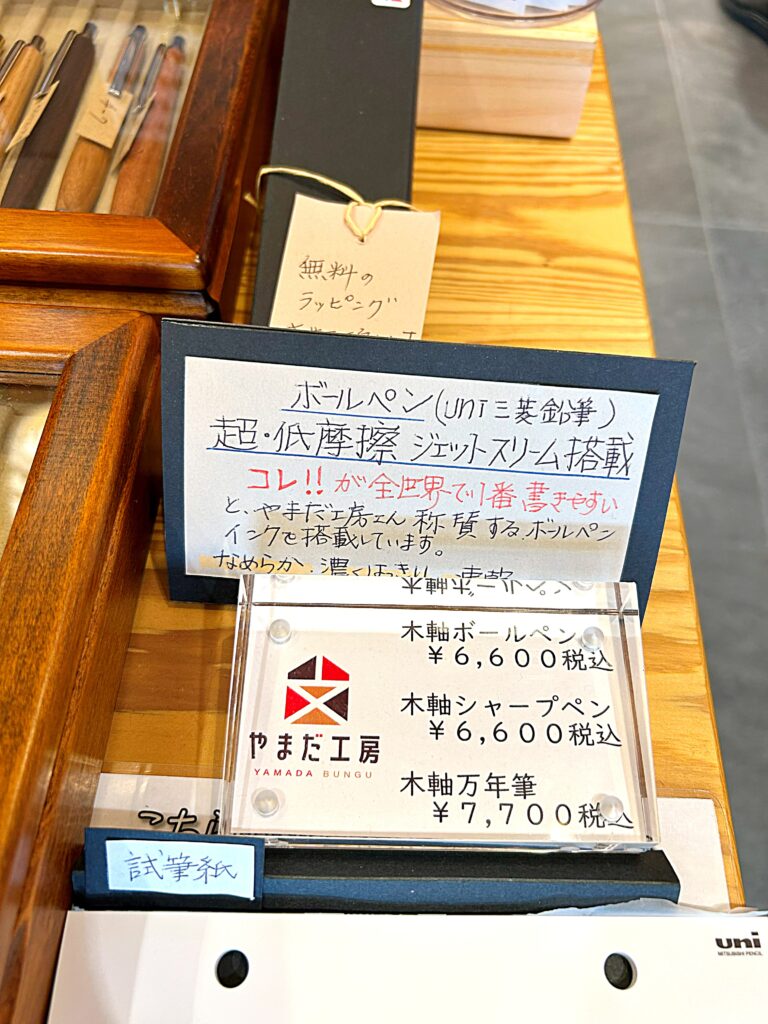 無料の
ラッピング
ボールペン(uni 三菱鉛筆)
超・低摩擦 ジェットストリーム搭載
コレ!!が全世界で1番書きやすい
と、やまだ工房さん称賛する、ボールペン
インクで搭載しています。
なめらか、濃くはっきり
木軸ボールペン
¥6,600税込
木軸シャープペン
¥6,600税込
木軸万年筆
¥7,700税込
やまだ工房
YAMADA BUNGU
こち
試筆紙
uni
MITSUBISHI PENCIL